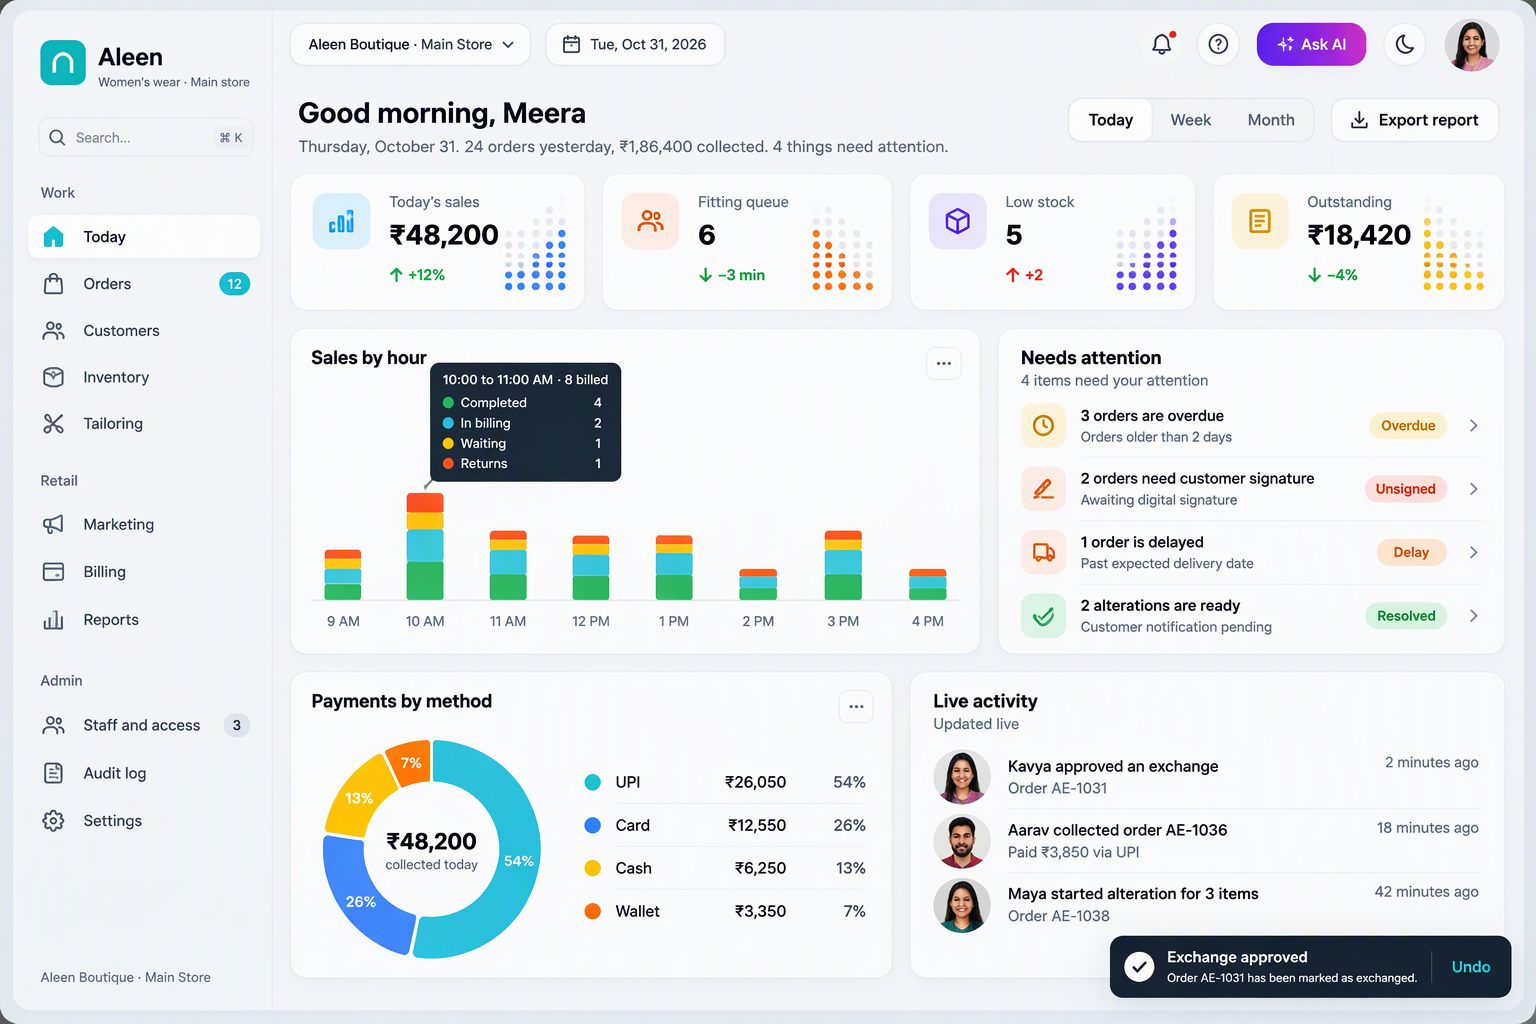 Aleen
Women's wear · Main store
Search...
⌘ K
Work
Today
Orders
12
Customers
Inventory
Tailoring
Retail
Marketing
Billing
Reports
Admin
Staff and access
3
Audit log
Settings
Aleen Boutique · Main Store
Aleen Boutique · Main Store
Tue, Oct 31, 2026
Ask AI
Good morning, Meera
Thursday, October 31. 24 orders yesterday, ₹1,86,400 collected. 4 things need attention.
Today
Week
Month
Export report
Today's sales
₹48,200
↑ +12%
Fitting queue
6
↓ −3 min
Low stock
5
↑ +2
Outstanding
₹18,420
↓ −4%
Sales by hour
10:00 to 11:00 AM · 8 billed
Completed 4
In billing 2
Waiting 1
Returns 1
9 AM
10 AM
11 AM
12 PM
1 PM
2 PM
3 PM
4 PM
Needs attention
4 items need your attention
3 orders are overdue
Orders older than 2 days
Overdue
2 orders need customer signature
Awaiting digital signature
Unsigned
1 order is delayed
Past expected delivery date
Delay
2 alterations are ready
Customer notification pending
Resolved
Payments by method
7%
13%
54%
26%
₹48,200
collected today
UPI ₹26,050 54%
Card ₹12,550 26%
Cash ₹6,250 13%
Wallet ₹3,350 7%
Live activity
Updated live
Kavya approved an exchange
2 minutes ago
Order AE-1031
Aarav collected order AE-1036
18 minutes ago
Paid ₹3,850 via UPI
Maya started alteration for 3 items
42 minutes ago
Order AE-1038
Exchange approved
Order AE-1031 has been marked as exchanged.
Undo